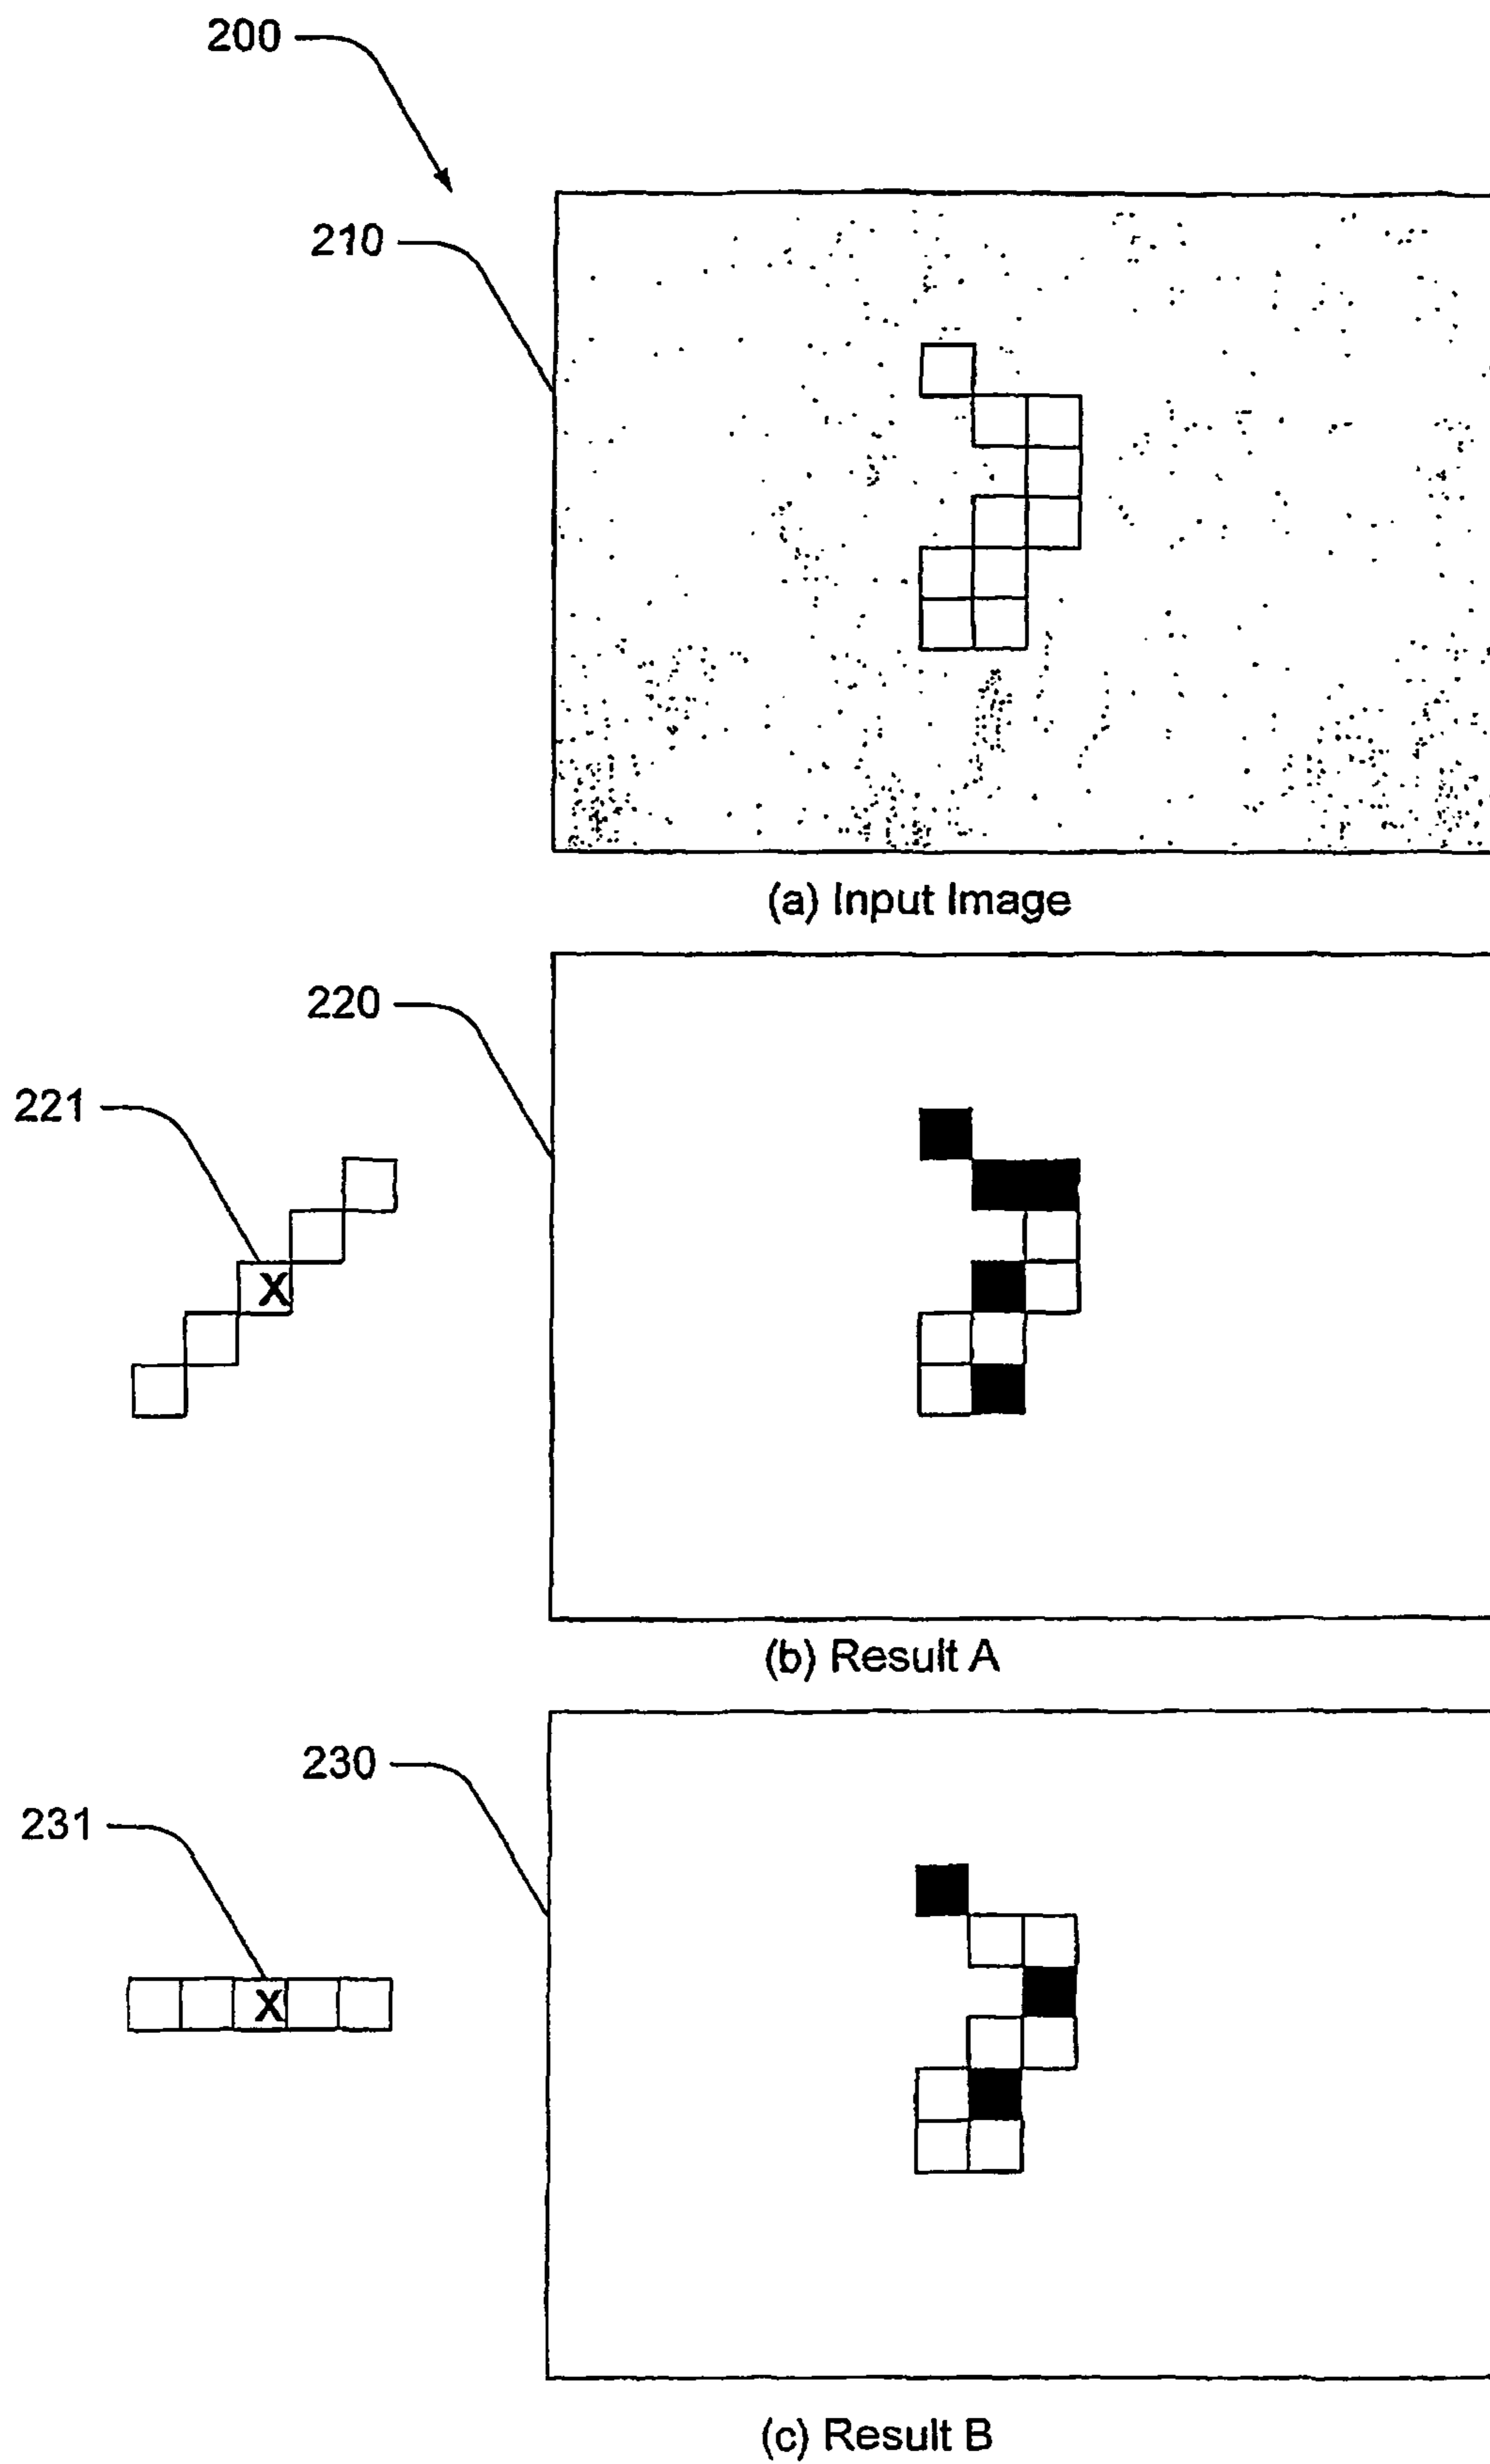 200
210
(a) Input Image
220
221
X
(b) Result A
230
231
X
(c) Result B